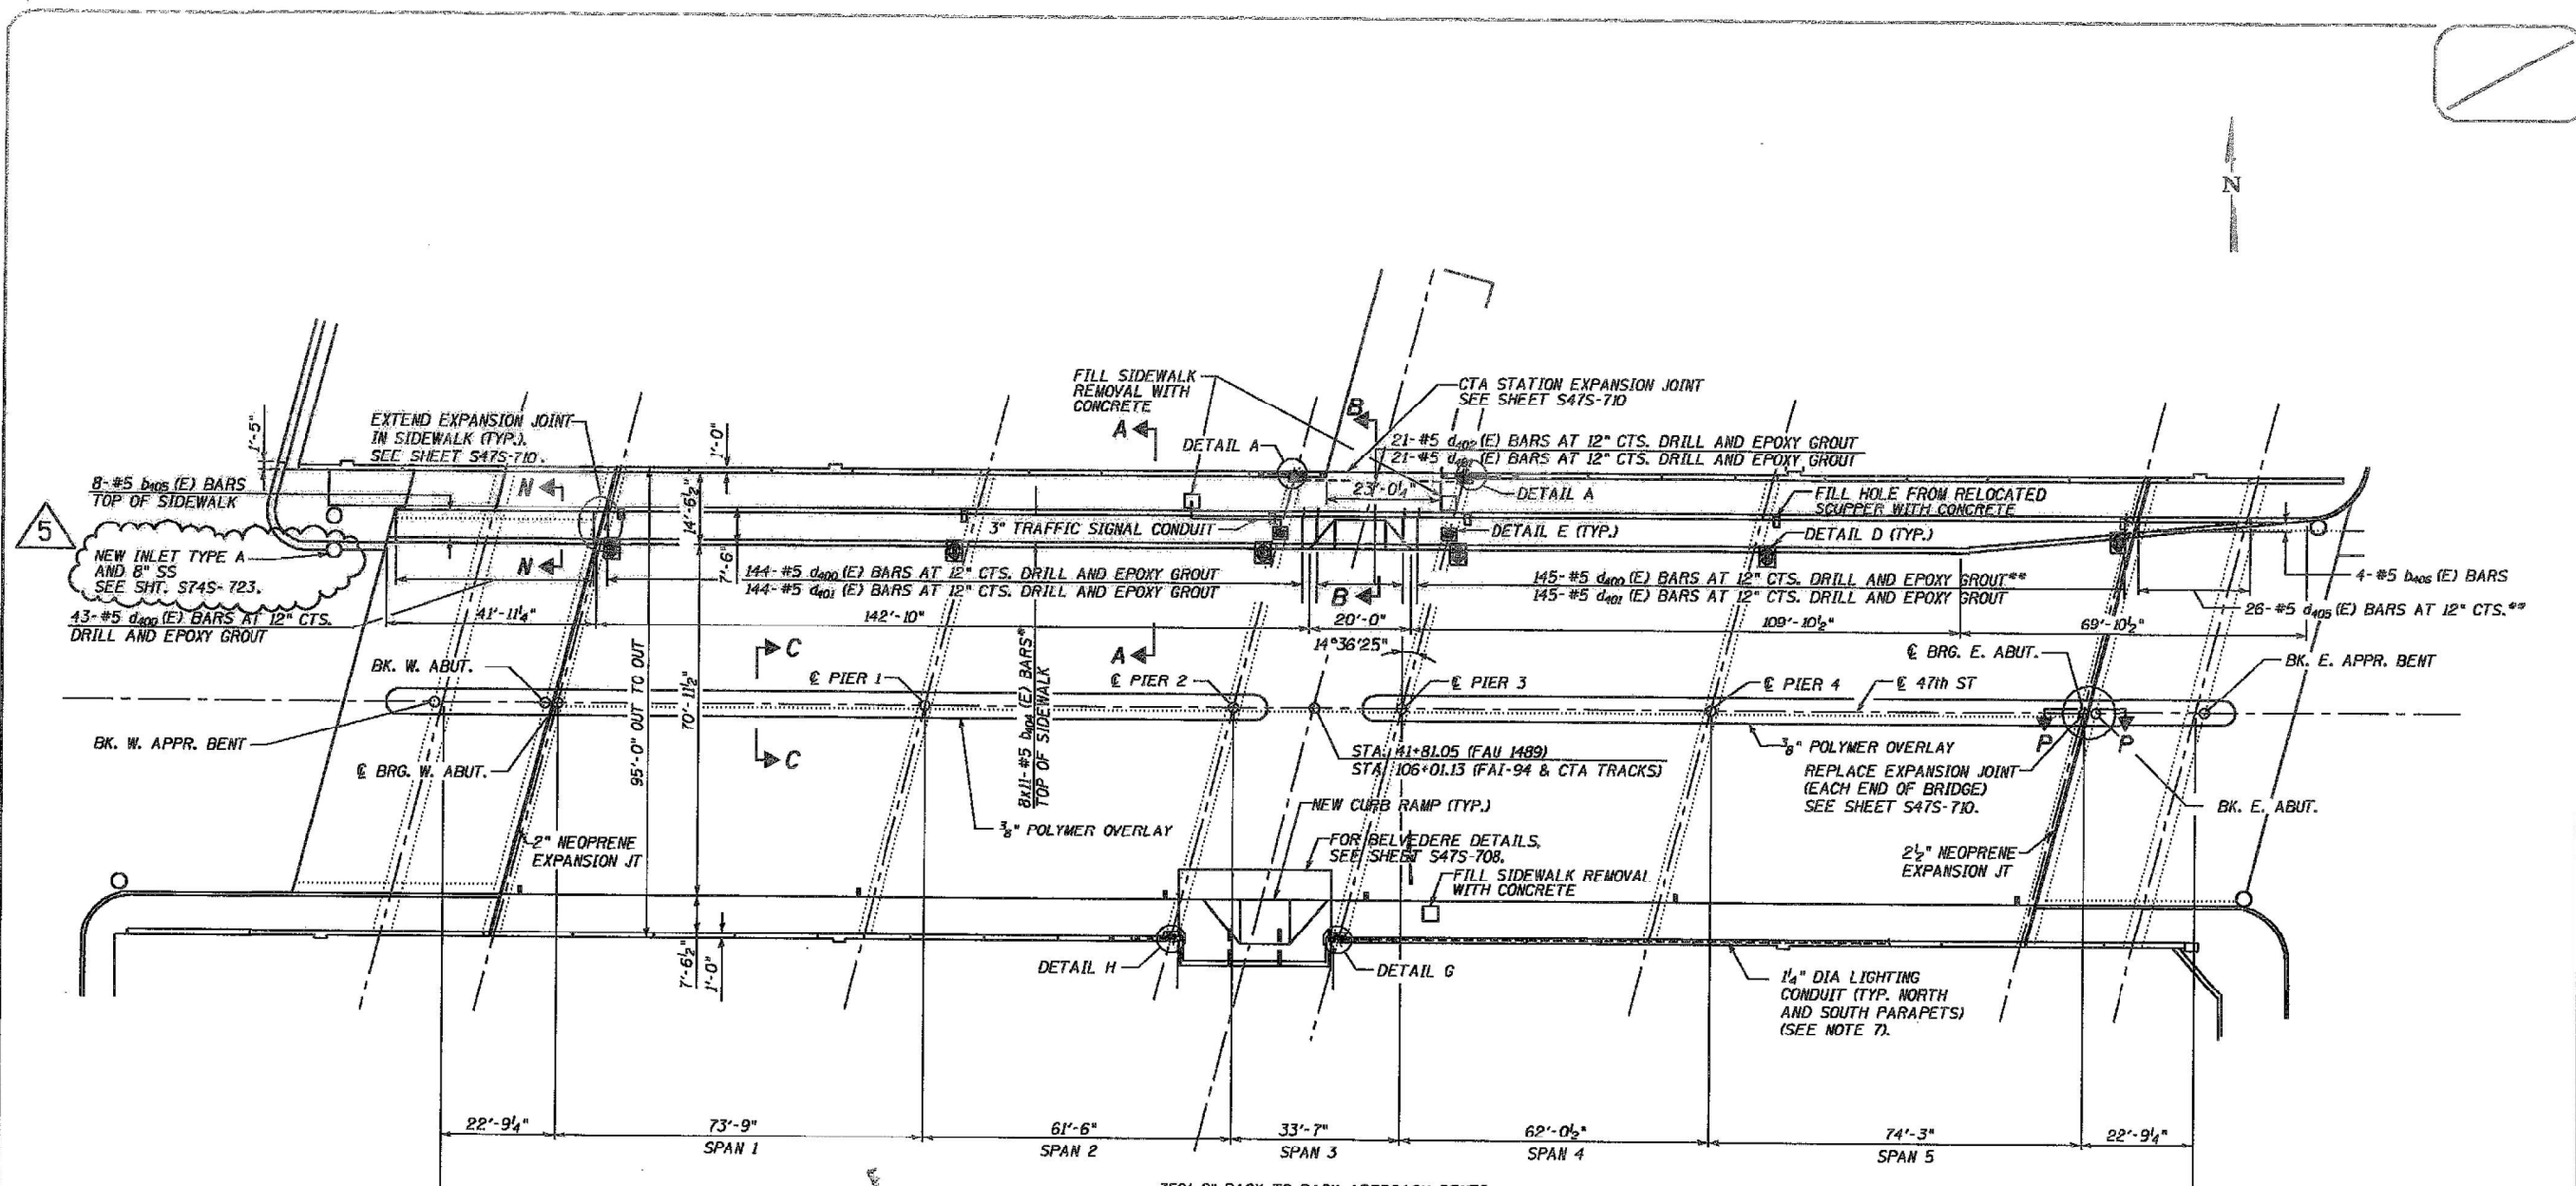 N
FILL SIDEWALK
REMOVAL WITH
CONCRETE
CTA STATION EXPANSION JOINT
SEE SHEET S47S-710
EXTEND EXPANSION JOINT
IN SIDEWALK (TYP.).
SEE SHEET S47S-710.
1'-5"
1'-0"
A
B
DETAIL A
21-#5 d402 (E) BARS AT 12" CTS. DRILL AND EPOXY GROUT
21-#5 d401 (E) BARS AT 12" CTS. DRILL AND EPOXY GROUT
8-#5 b405 (E) BARS
TOP OF SIDEWALK
N
14'-6½"
23'-0¼"
DETAIL A
FILL HOLE FROM RELOCATED
SCUPPER WITH CONCRETE
5
3" TRAFFIC SIGNAL CONDUIT
DETAIL E (TYP.)
DETAIL D (TYP.)
NEW INLET TYPE A
AND 8" SS
SEE SHT. S74S-723.
N
7'-6"
144-#5 d400 (E) BARS AT 12" CTS. DRILL AND EPOXY GROUT
144-#5 d401 (E) BARS AT 12" CTS. DRILL AND EPOXY GROUT
B
145-#5 d400 (E) BARS AT 12" CTS. DRILL AND EPOXY GROUT**
145-#5 d401 (E) BARS AT 12" CTS. DRILL AND EPOXY GROUT
4-#5 b406 (E) BARS
26-#5 d405 (E) BARS AT 12" CTS.**
43-#5 d400 (E) BARS AT 12" CTS.
DRILL AND EPOXY GROUT
41'-11¼"
142'-10"
20'-0"
109'-10½"
69'-10½"
14°36'25"
C
A
BK. W. ABUT.
℄ PIER 1
℄ PIER 2
℄ PIER 3
℄ PIER 4
℄ 47th ST
℄ BRG. E. ABUT.
BK. E. APPR. BENT
95'-0" OUT TO OUT
70'-11½"
8X11-#5 b404 (E) BARS*
TOP OF SIDEWALK
BK. W. APPR. BENT
℄ BRG. W. ABUT.
C
STA. 41+81.05 (FAU 1489)
STA. 106+01.13 (FAI-94 & CTA TRACKS)
⅜" POLYMER OVERLAY
P
P
REPLACE EXPANSION JOINT
(EACH END OF BRIDGE)
SEE SHEET S47S-710.
BK. E. ABUT.
NEW CURB RAMP (TYP.)
⅜" POLYMER OVERLAY
2" NEOPRENE
EXPANSION JT
FOR BELVEDERE DETAILS,
SEE SHEET S47S-708.
FILL SIDEWALK REMOVAL
WITH CONCRETE
2½" NEOPRENE
EXPANSION JT
7'-6½"
1'-0"
DETAIL H
DETAIL G
1¼" DIA LIGHTING
CONDUIT (TYP. NORTH
AND SOUTH PARAPETS)
(SEE NOTE 7).
22'-9¼"
73'-9"
61'-6"
33'-7"
62'-0½"
74'-3"
22'-9¼"
SPAN 1
SPAN 2
SPAN 3
SPAN 4
SPAN 5
BACK TO BACK APPROACH BENTS